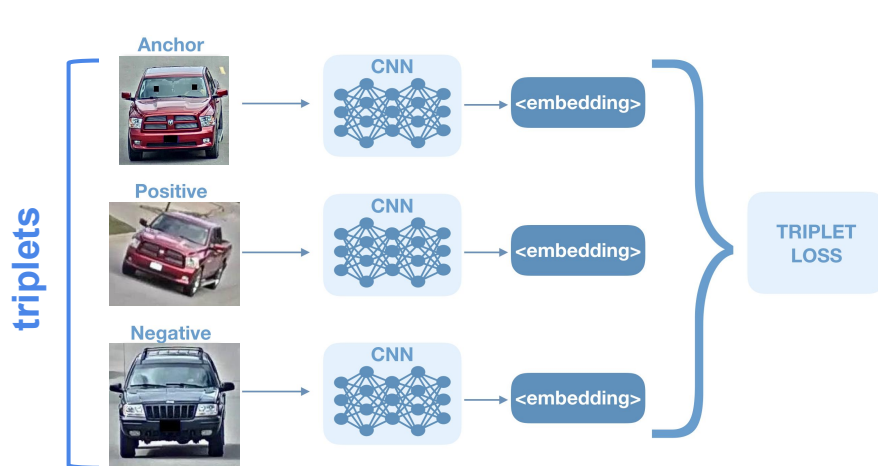 triplets
Anchor
CNN
<embedding>
Positive
CNN
<embedding>
Negative
CNN
<embedding>
TRIPLET
LOSS